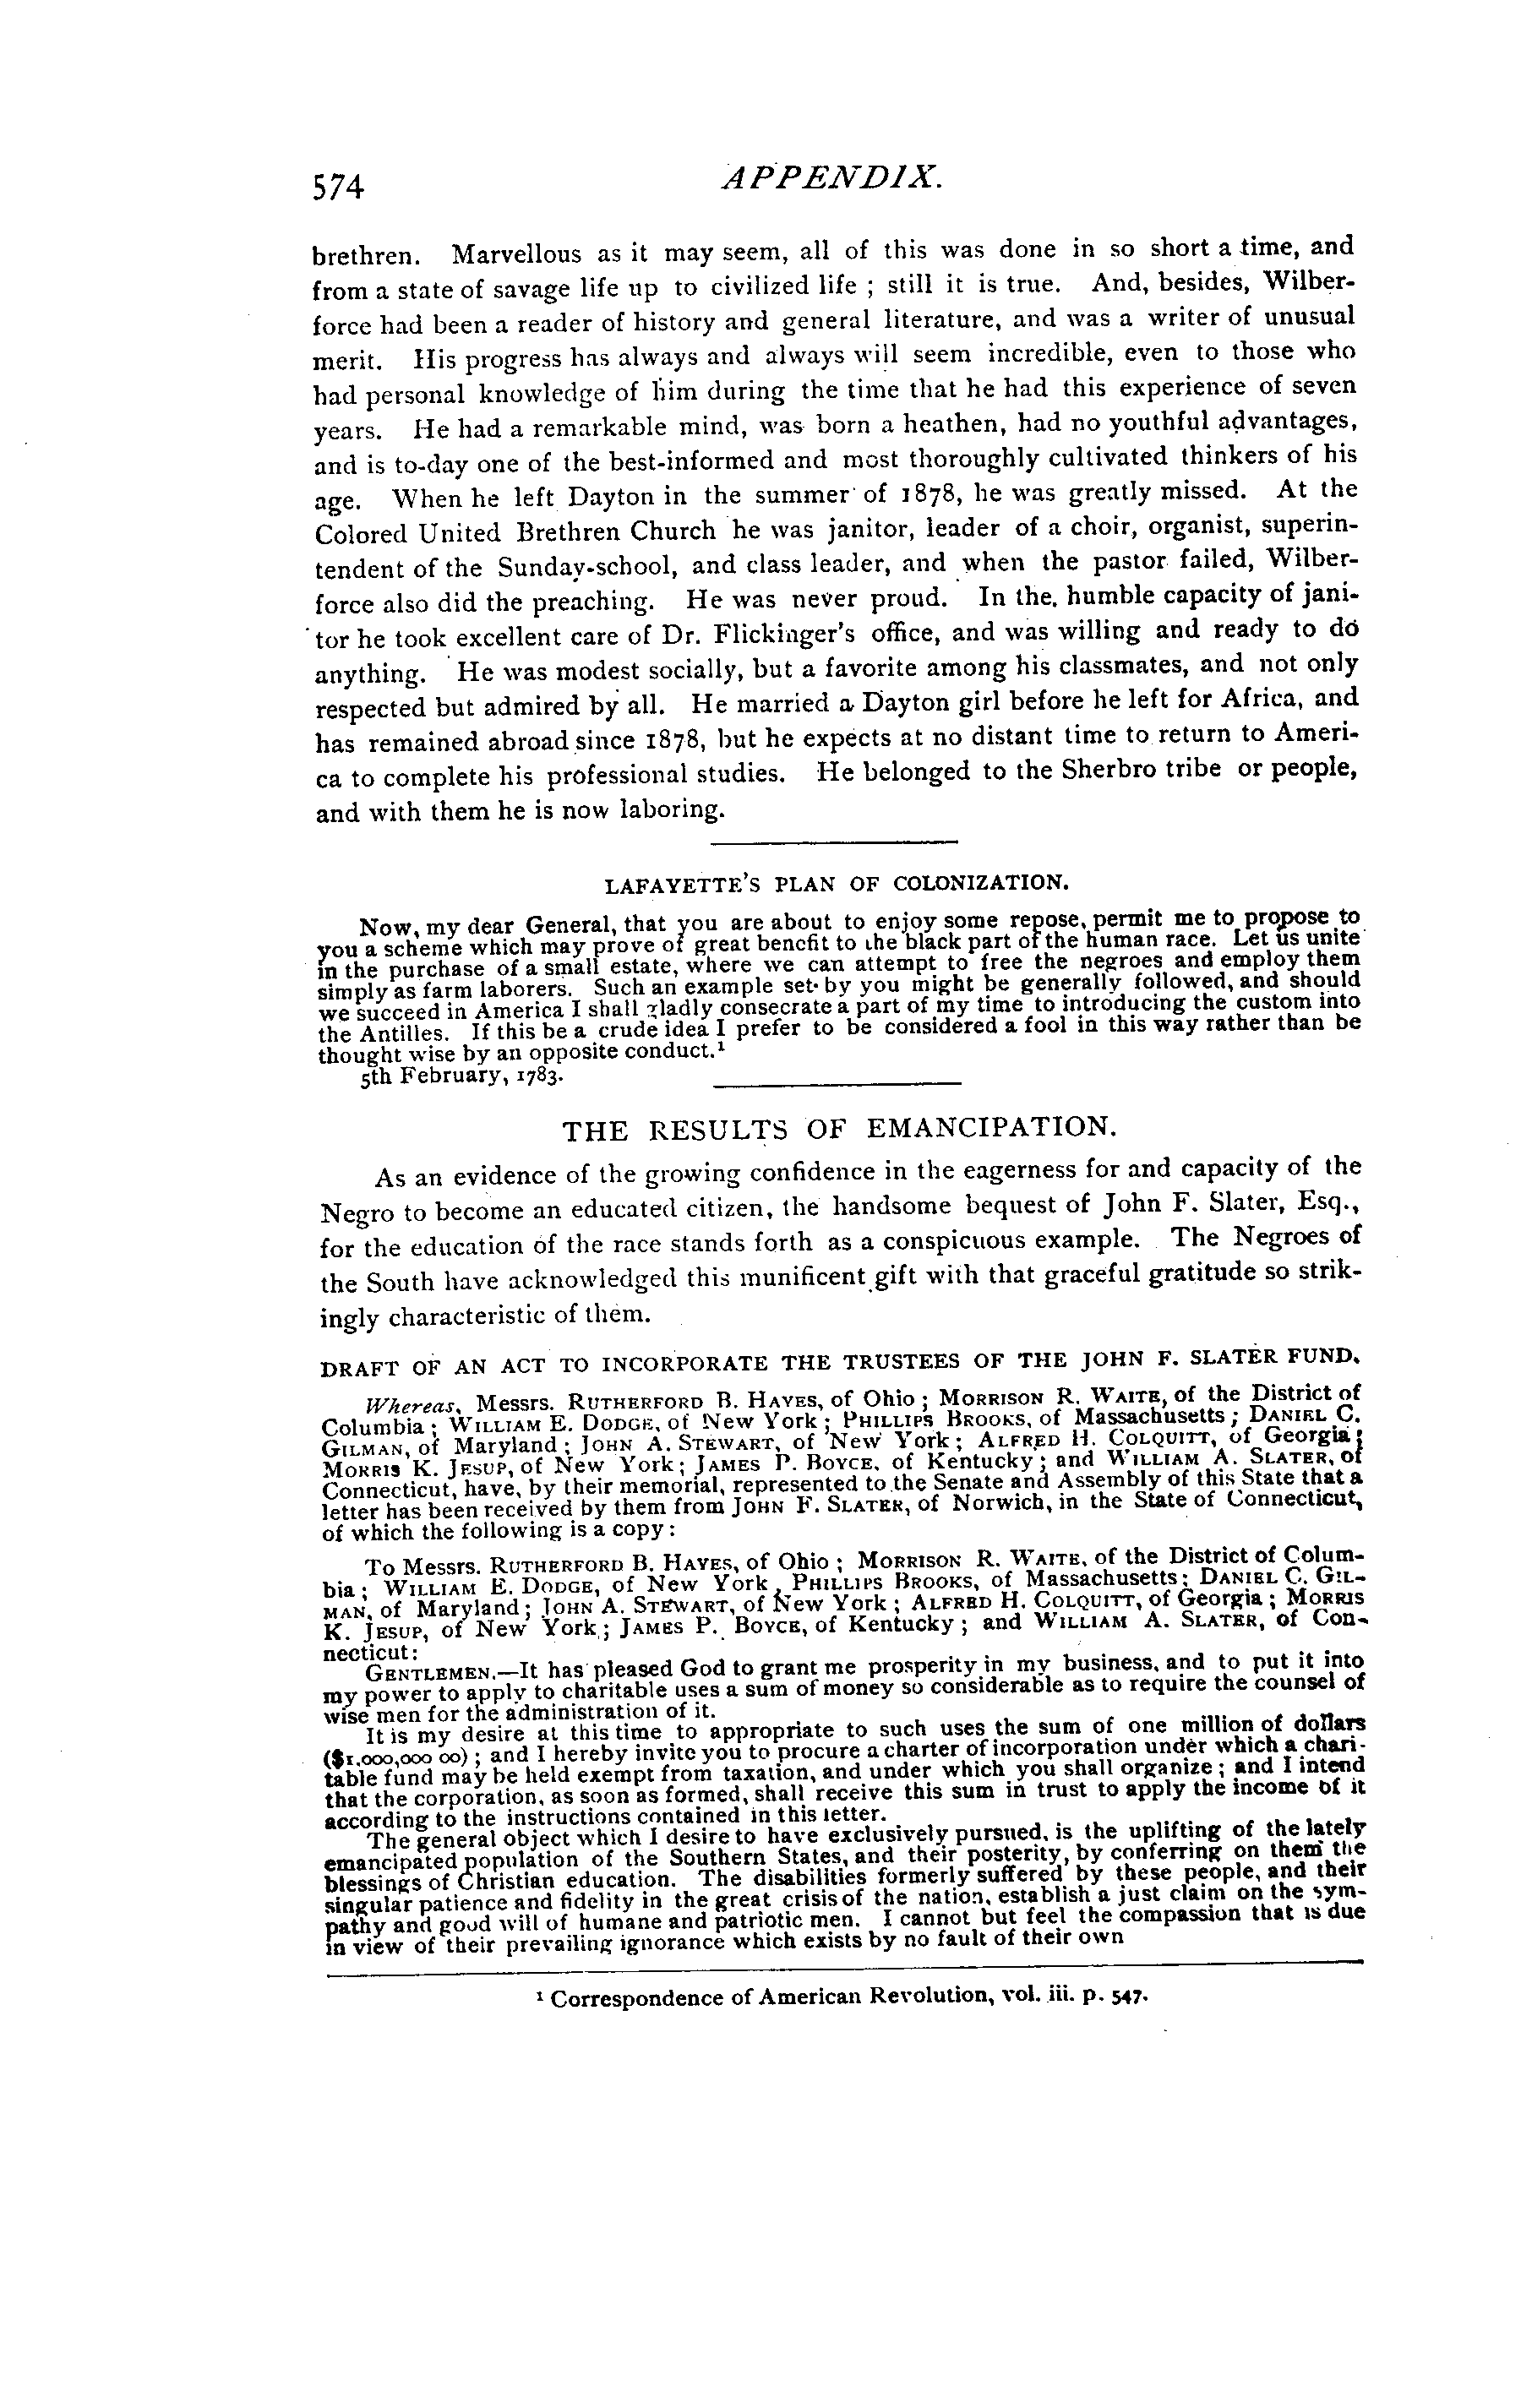 574
APPENDIX.
brethren. Marvellous as it may seem, all of this was done in so short a time, and
from a state of savage life up to civilized life ; still it is true. And, besides, Wilber-
force had been a reader of history and general literature, and was a writer of unusual
merit. His progress has always and always will seem incredible, even to those who
had personal knowledge of him during the time that he had this experience of seven
years. He had a remarkable mind, was born a heathen, had no youthful advantages,
and is to-day one of the best-informed and most thoroughly cultivated thinkers of his
age. When he left Dayton in the summer of 1878, he was greatly missed. At the
Colored United Brethren Church he was janitor, leader of a choir, organist, superin-
tendent of the Sunday-school, and class leader, and when the pastor failed, Wilber-
force also did the preaching. He was never proud. In the humble capacity of jani-
tor he took excellent care of Dr. Flickinger's office, and was willing and ready to do
anything. He was modest socially, but a favorite among his classmates, and not only
respected but admired by all. He married a Dayton girl before he left for Africa, and
has remained abroad since 1878, but he expects at no distant time to return to Ameri-
ca to complete his professional studies. He belonged to the Sherbro tribe or people,
and with them he is now laboring.
LAFAYETTE'S PLAN OF COLONIZATION.
Now, my dear General, that you are about to enjoy some repose, permit me to propose to
you a scheme which may prove of great benefit to the black part of the human race. Let us unite
in the purchase of a small estate, where we can attempt to free the negroes and employ them
simply as farm laborers. Such an example set by you might be generally followed, and should
we succeed in America I shall gladly consecrate a part of my time to introducing the custom into
the Antilles. If this be a crude idea I prefer to be considered a fool in this way rather than be
thought wise by an opposite conduct.¹
5th February, 1783.
THE RESULTS OF EMANCIPATION.
As an evidence of the growing confidence in the eagerness for and capacity of the
Negro to become an educated citizen, the handsome bequest of John F. Slater, Esq.,
for the education of the race stands forth as a conspicuous example. The Negroes of
the South have acknowledged this munificent gift with that graceful gratitude so strik-
ingly characteristic of them.
DRAFT OF AN ACT TO INCORPORATE THE TRUSTEES OF THE JOHN F. SLATER FUND.
Whereas, Messrs. RUTHERFORD B. HAYES, of Ohio ; MORRISON R. WAITE, of the District of
Columbia ; WILLIAM E. DODGE, of New York ; PHILLIPS BROOKS, of Massachusetts ; DANIEL C.
GILMAN, of Maryland ; JOHN A. STEWART, of New York ; ALFRED H. COLQUITT, of Georgia ;
MORRIS K. JESUP, of New York ; JAMES P. BOYCE, of Kentucky ; and WILLIAM A. SLATER, of
Connecticut, have, by their memorial, represented to the Senate and Assembly of this State that a
letter has been received by them from JOHN F. SLATER, of Norwich, in the State of Connecticut,
of which the following is a copy :
To Messrs. RUTHERFORD B. HAYES, of Ohio ; MORRISON R. WAITE, of the District of Colum-
bia ; WILLIAM E. DODGE, of New York , PHILLIPS BROOKS, of Massachusetts ; DANIEL C. GIL-
MAN, of Maryland ; JOHN A. STEWART, of New York ; ALFRED H. COLQUITT, of Georgia ; MORRIS
K. JESUP, of New York ; JAMES P. BOYCE, of Kentucky ; and WILLIAM A. SLATER, of Con-
necticut :
GENTLEMEN.—It has pleased God to grant me prosperity in my business, and to put it into
my power to apply to charitable uses a sum of money so considerable as to require the counsel of
wise men for the administration of it.
It is my desire at this time to appropriate to such uses the sum of one million of dollars
($1,000,000 00) ; and I hereby invite you to procure a charter of incorporation under which a chari-
table fund may be held exempt from taxation, and under which you shall organize ; and I intend
that the corporation, as soon as formed, shall receive this sum in trust to apply the income of it
according to the instructions contained in this letter.
The general object which I desire to have exclusively pursued, is the uplifting of the lately
emancipated population of the Southern States, and their posterity, by conferring on them the
blessings of Christian education. The disabilities formerly suffered by these people, and their
singular patience and fidelity in the great crisis of the nation, establish a just claim on the sym-
pathy and good will of humane and patriotic men. I cannot but feel the compassion that is due
in view of their prevailing ignorance which exists by no fault of their own
¹ Correspondence of American Revolution, vol. iii. p. 547.